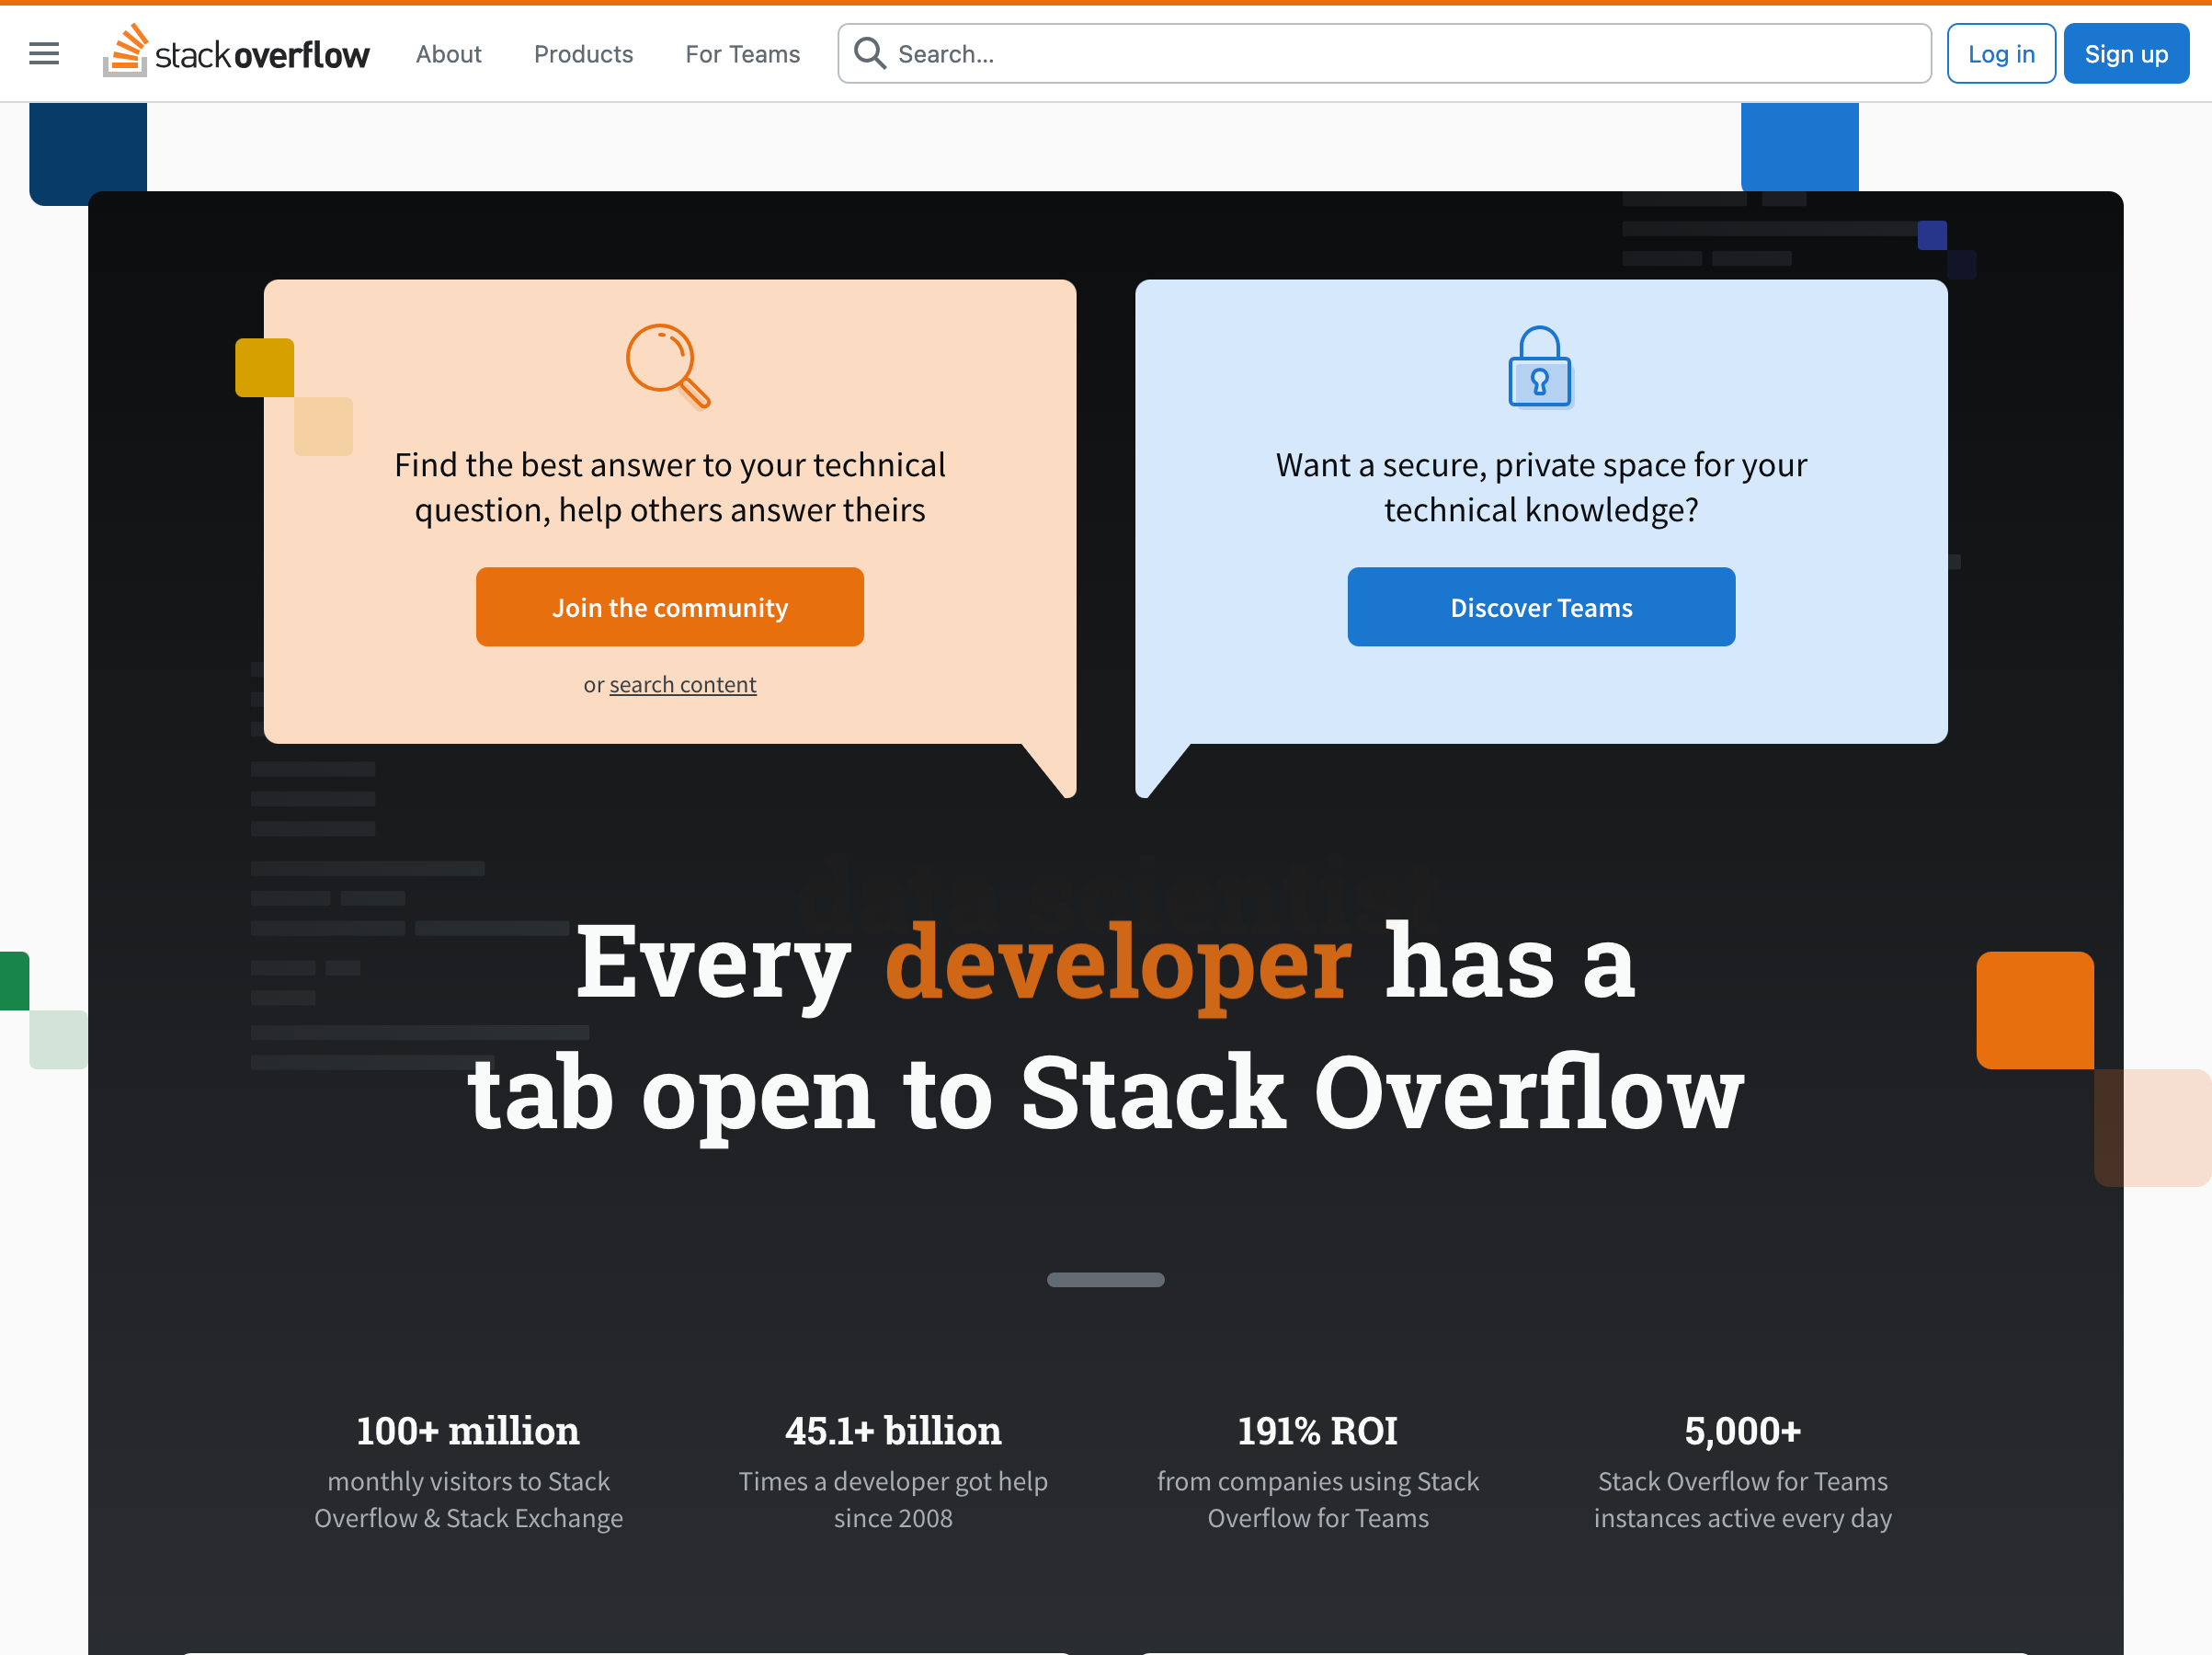 stackoverflow
About
Products
For Teams
Search...
Log in
Sign up
Find the best answer to your technical
question, help others answer theirs
Join the community
or search content
Want a secure, private space for your
technical knowledge?
Discover Teams
data scientist
Every developer has a
tab open to Stack Overflow
100+ million
monthly visitors to Stack
Overflow & Stack Exchange
45.1+ billion
Times a developer got help
since 2008
191% ROI
from companies using Stack
Overflow for Teams
5,000+
Stack Overflow for Teams
instances active every day